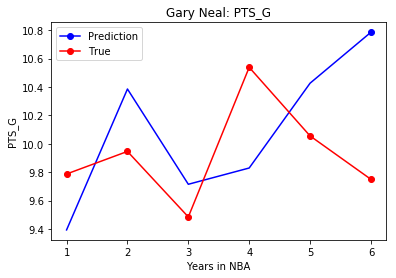 Gary Neal: PTS_G
Prediction
True
PTS_G
10.8
10.6
10.4
10.2
10.0
9.8
9.6
9.4
1 2 3 4 5 6
Years in NBA